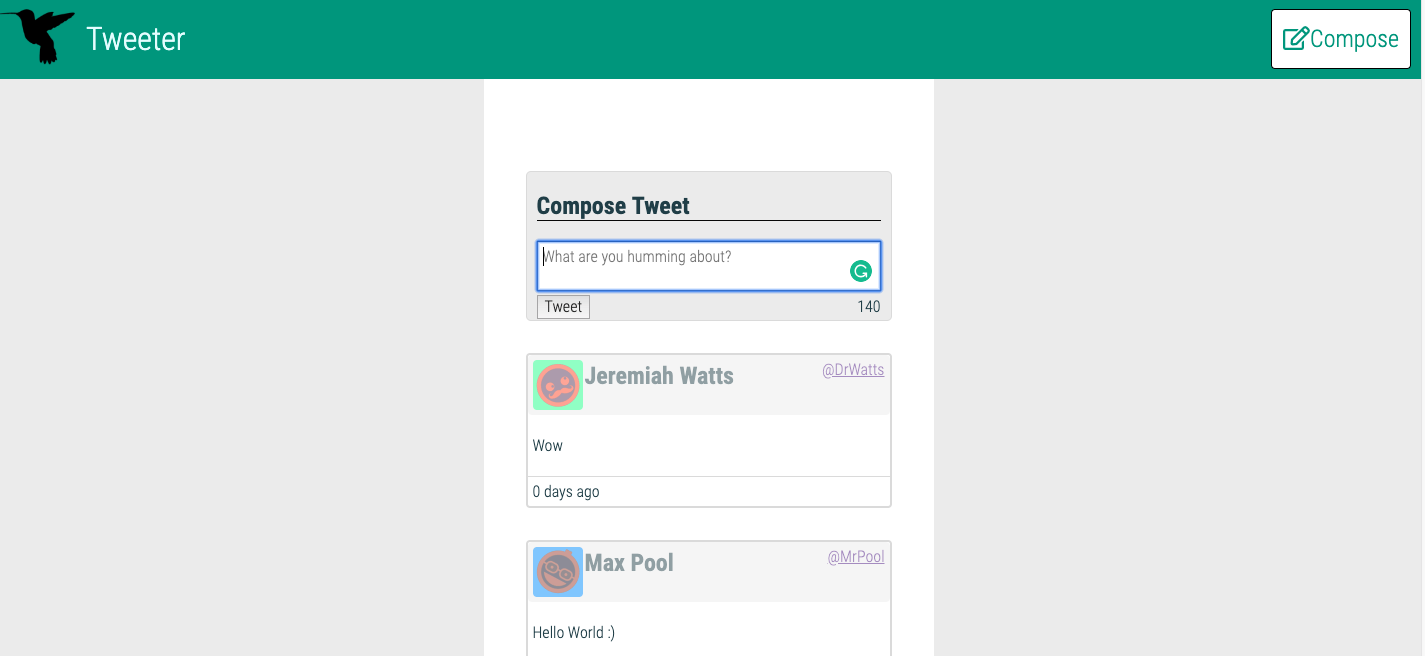 Tweeter
Compose
Compose Tweet
What are you humming about?
Tweet
140
Jeremiah Watts
@DrWatts
Wow
0 days ago
Max Pool
@MrPool
Hello World :)